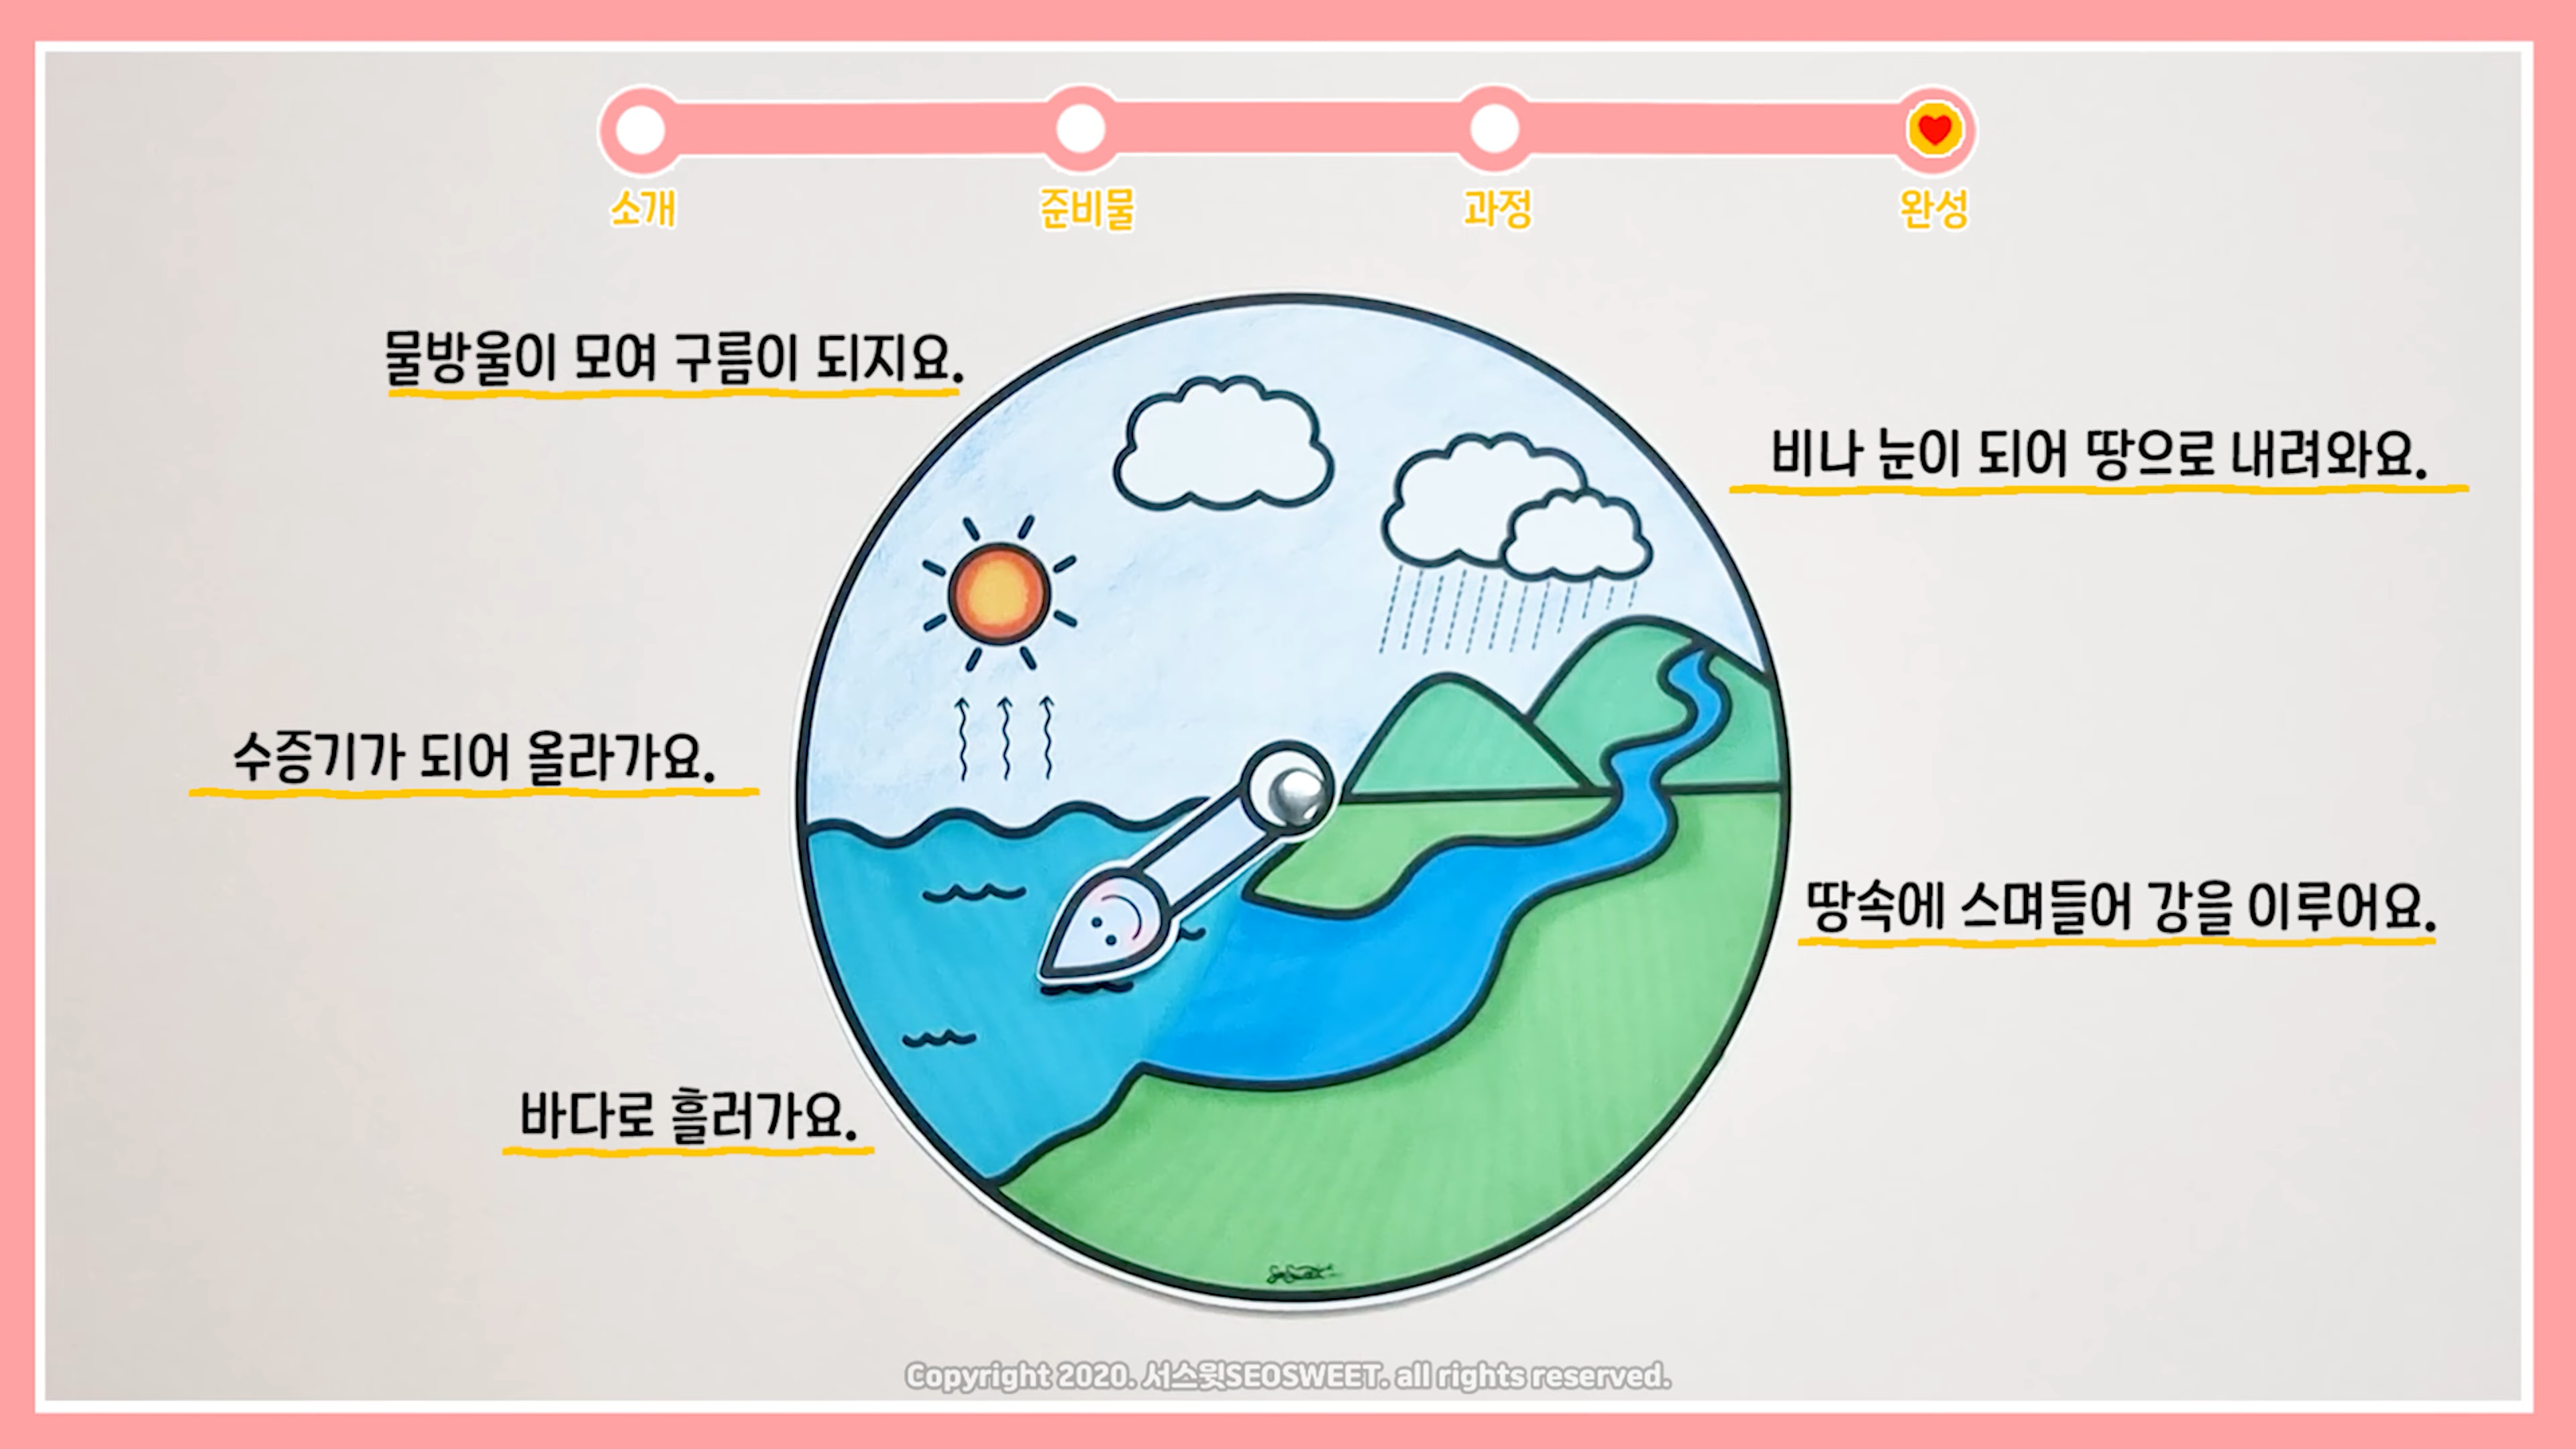 소개
준비물
과정
완성
물방울이 모여 구름이 되지요.
비나 눈이 되어 땅으로 내려와요.
수증기가 되어 올라가요.
땅속에 스며들어 강을 이루어요.
바다로 흘러가요.
SeoSweet
Copyright 2020. 서스윗SEOSWEET. all rights reserved.